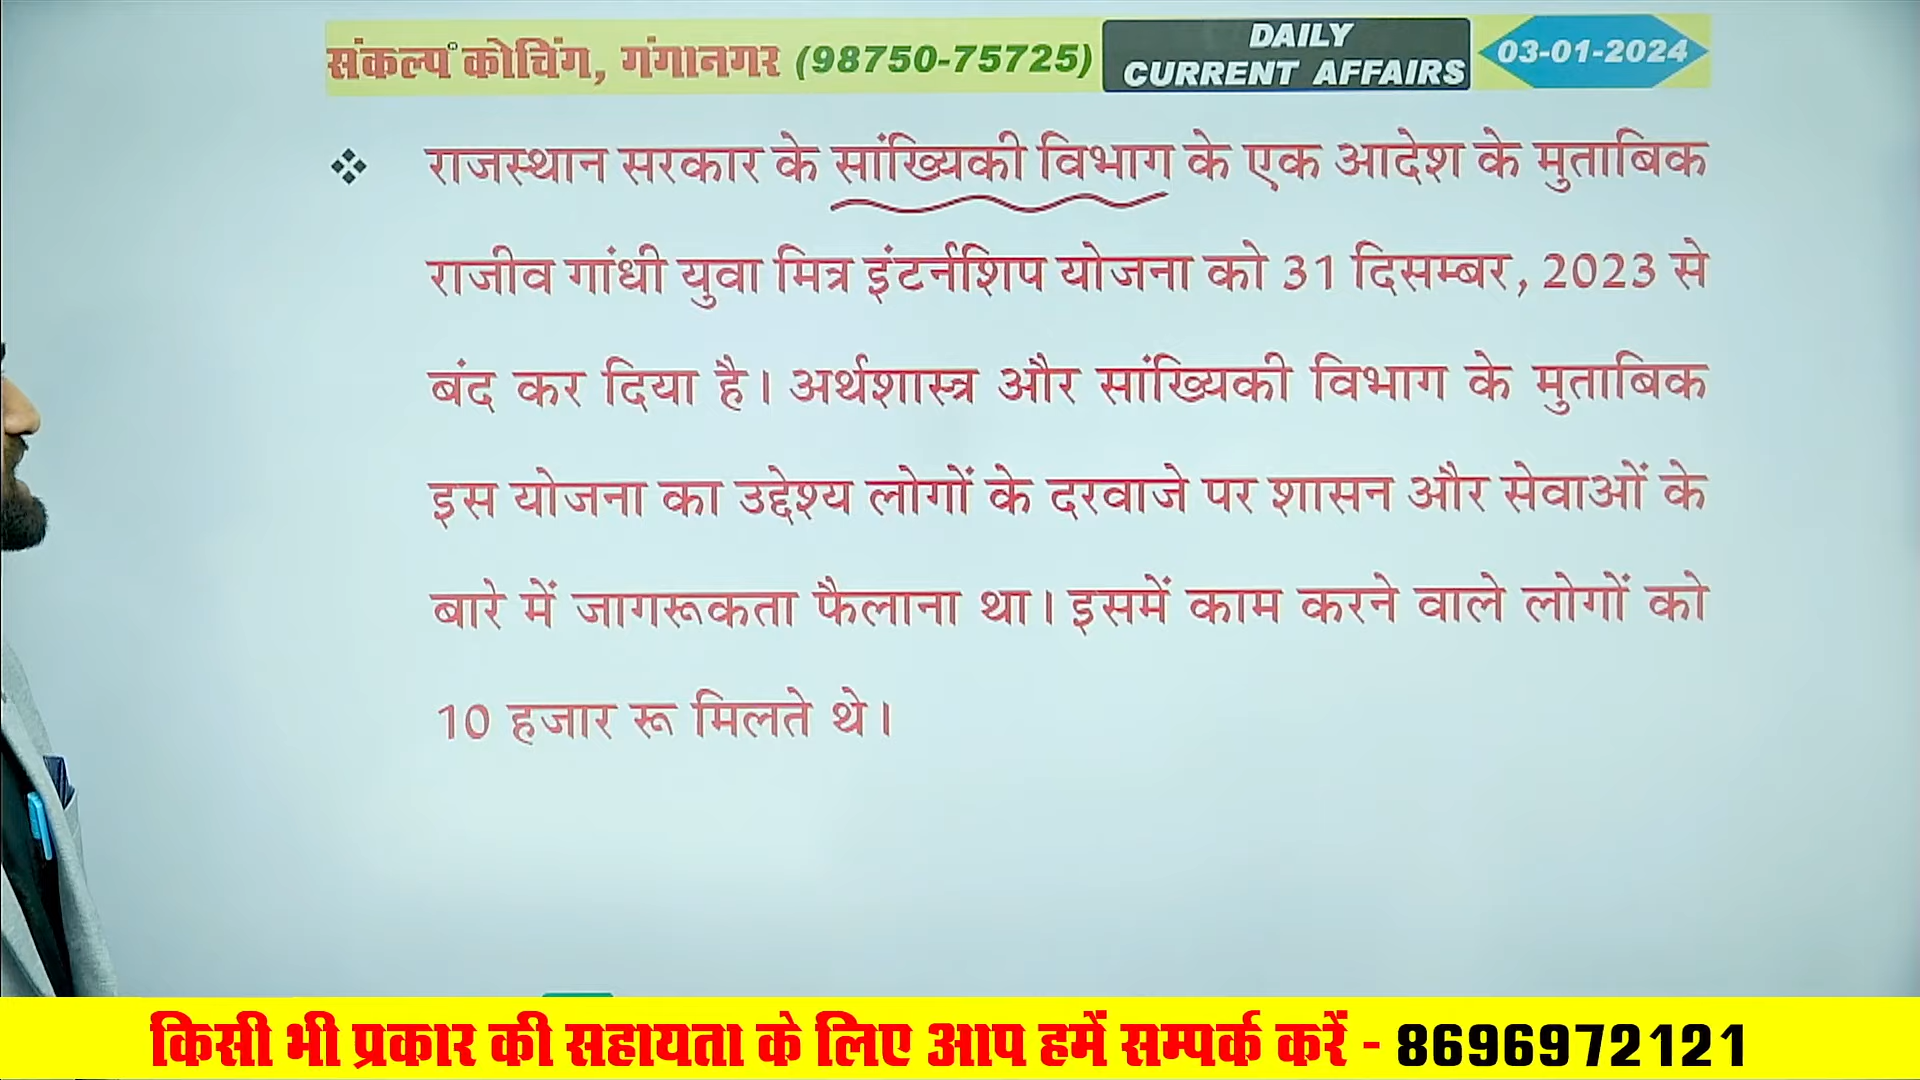 संकल्प कोचिंग, गंगानगर (98750-75725)
DAILY
CURRENT AFFAIRS
03-01-2024
❖ राजस्थान सरकार के सांख्यिकी विभाग के एक आदेश के मुताबिक
राजीव गांधी युवा मित्र इंटर्नशिप योजना को 31 दिसम्बर, 2023 से
बंद कर दिया है। अर्थशास्त्र और सांख्यिकी विभाग के मुताबिक
इस योजना का उद्देश्य लोगों के दरवाजे पर शासन और सेवाओं के
बारे में जागरूकता फैलाना था। इसमें काम करने वाले लोगों को
10 हजार रू मिलते थे।
किसी भी प्रकार की सहायता के लिए आप हमें सम्पर्क करें - 8696972121